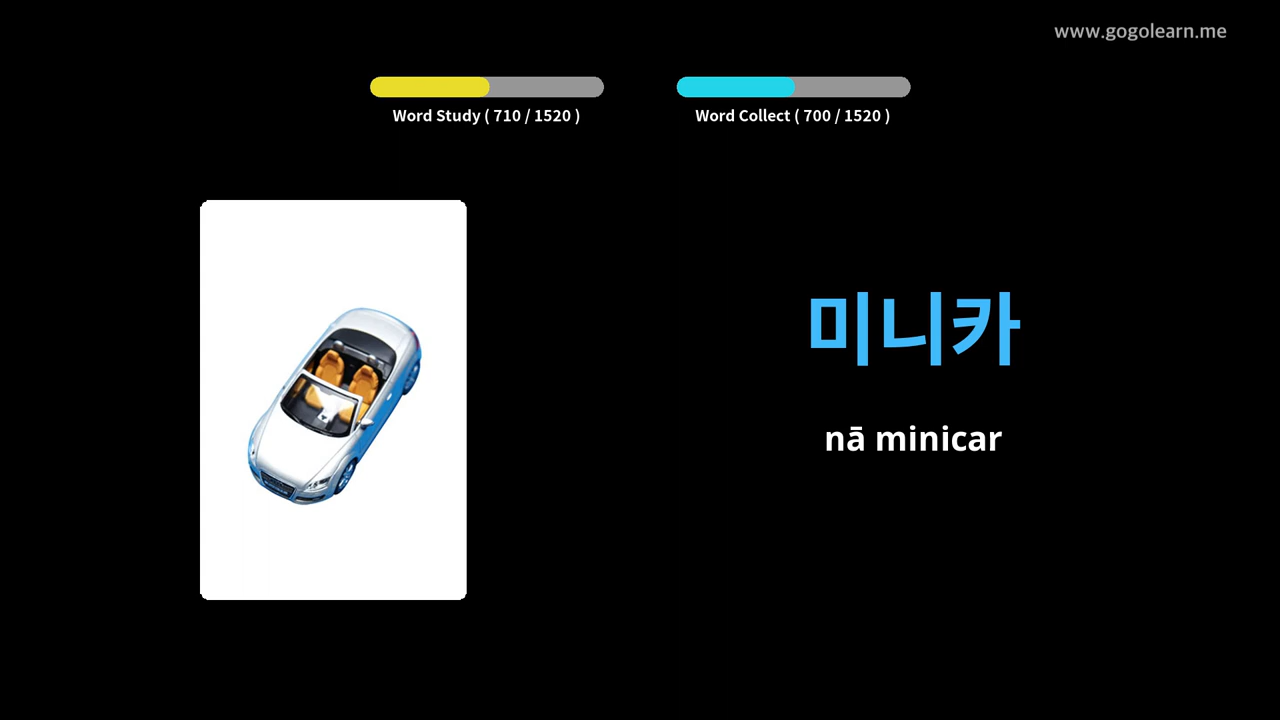 www.gogolearn.me
Word Study ( 710 / 1520 )
Word Collect ( 700 / 1520 )
미니카
nā minicar